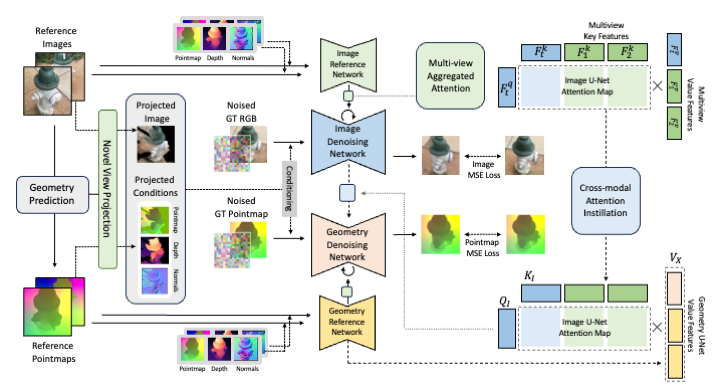 Reference
Images
Pointmap Depth Normals
Image
Reference
Network
Multi-view
Aggregated
Attention
Multiview
Key Features
F_t^k F_1^k F_2^k
F_t^q
Image U-Net
Attention Map
Multiview
Value Features
Projected
Image
Noised
GT RGB
Image
Denoising
Network
Image
MSE Loss
Novel View Projection
Geometry
Prediction
Projected
Conditions
Pointmap
Depth
Normals
Conditioning
Noised
GT Pointmap
Geometry
Denoising
Network
Pointmap
MSE Loss
Cross-modal
Attention
Instillation
Reference
Pointmaps
Geometry
Reference
Network
Pointmap Depth Normals
K_I
Q_I
Image U-Net
Attention Map
V_X
Geometry U-Net
Value Features